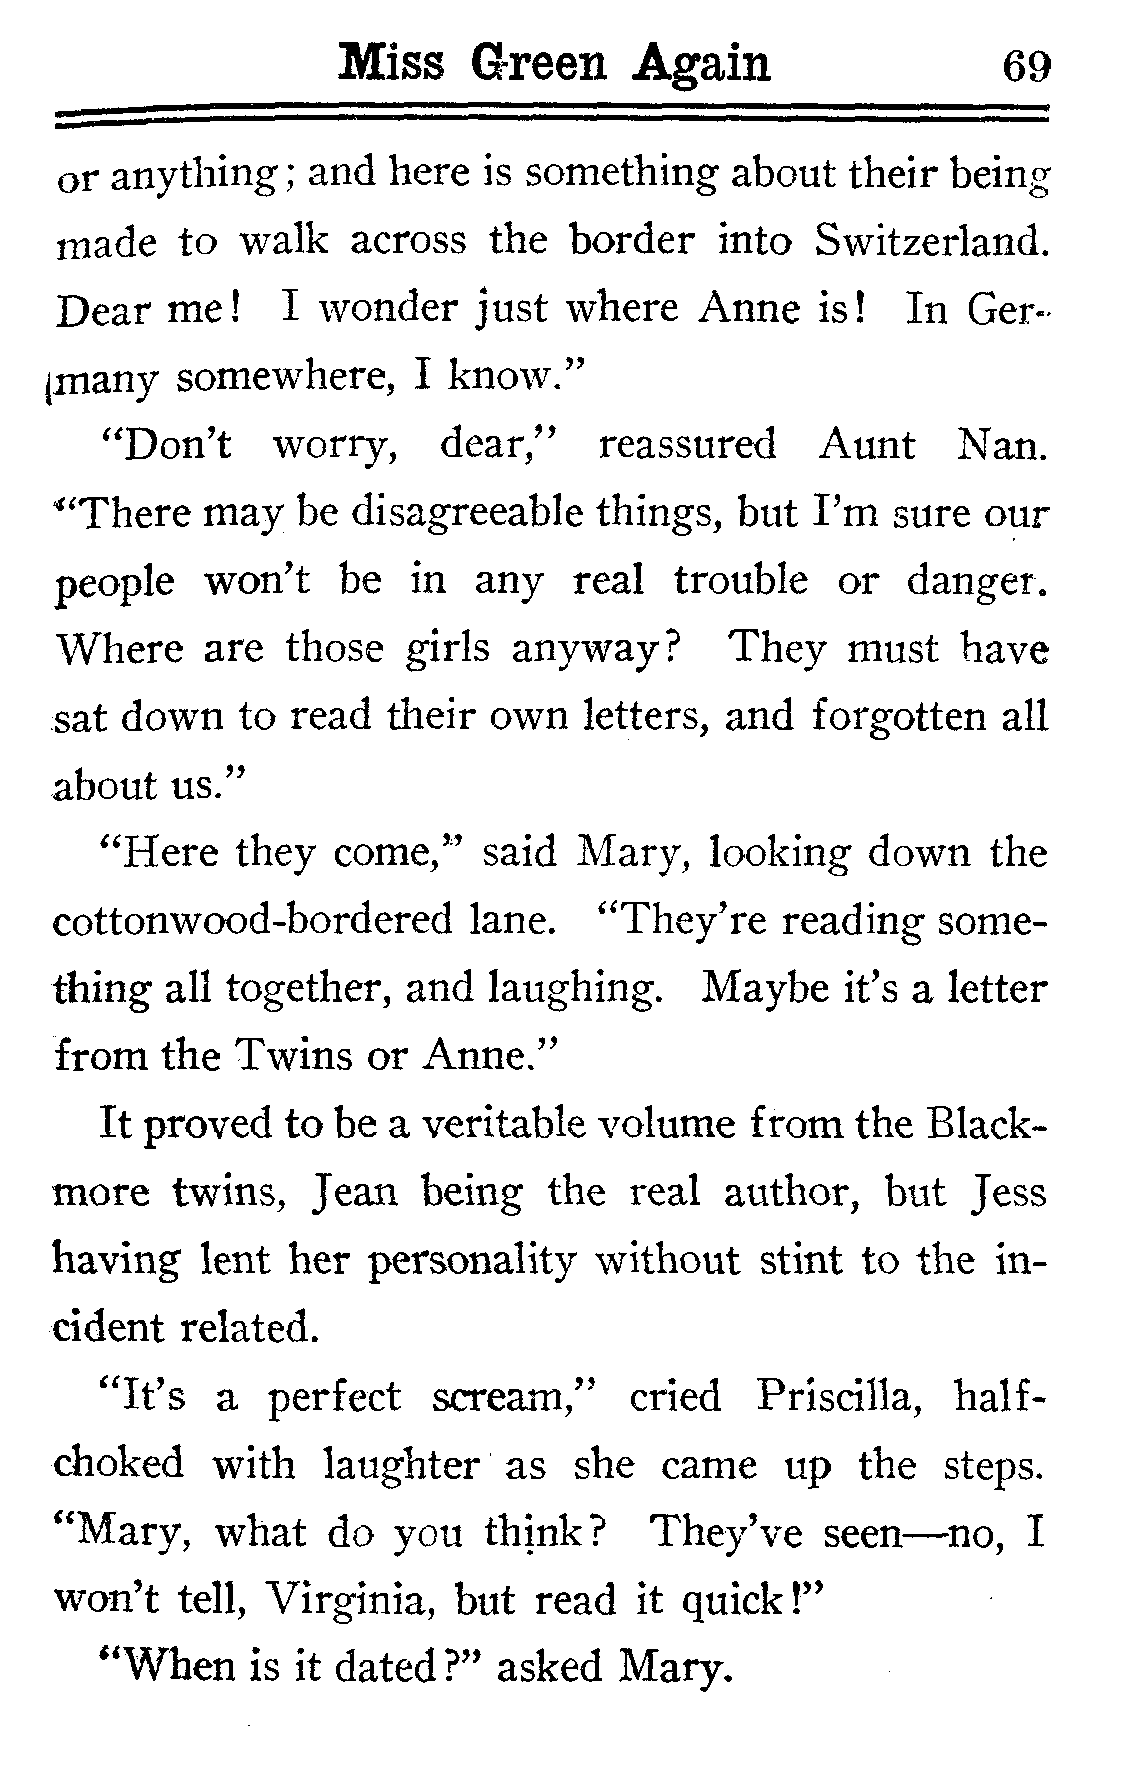 Miss Green Again 69
or anything; and here is something about their being
made to walk across the border into Switzerland.
Dear me! I wonder just where Anne is! In Ger-
many somewhere, I know."
"Don't worry, dear," reassured Aunt Nan.
"There may be disagreeable things, but I'm sure our
people won't be in any real trouble or danger.
Where are those girls anyway? They must have
sat down to read their own letters, and forgotten all
about us."
"Here they come," said Mary, looking down the
cottonwood-bordered lane. "They're reading some-
thing all together, and laughing. Maybe it's a letter
from the Twins or Anne."
It proved to be a veritable volume from the Black-
more twins, Jean being the real author, but Jess
having lent her personality without stint to the in-
cident related.
"It's a perfect scream," cried Priscilla, half-
choked with laughter as she came up the steps.
"Mary, what do you think? They've seen—no, I
won't tell, Virginia, but read it quick!"
"When is it dated?" asked Mary.